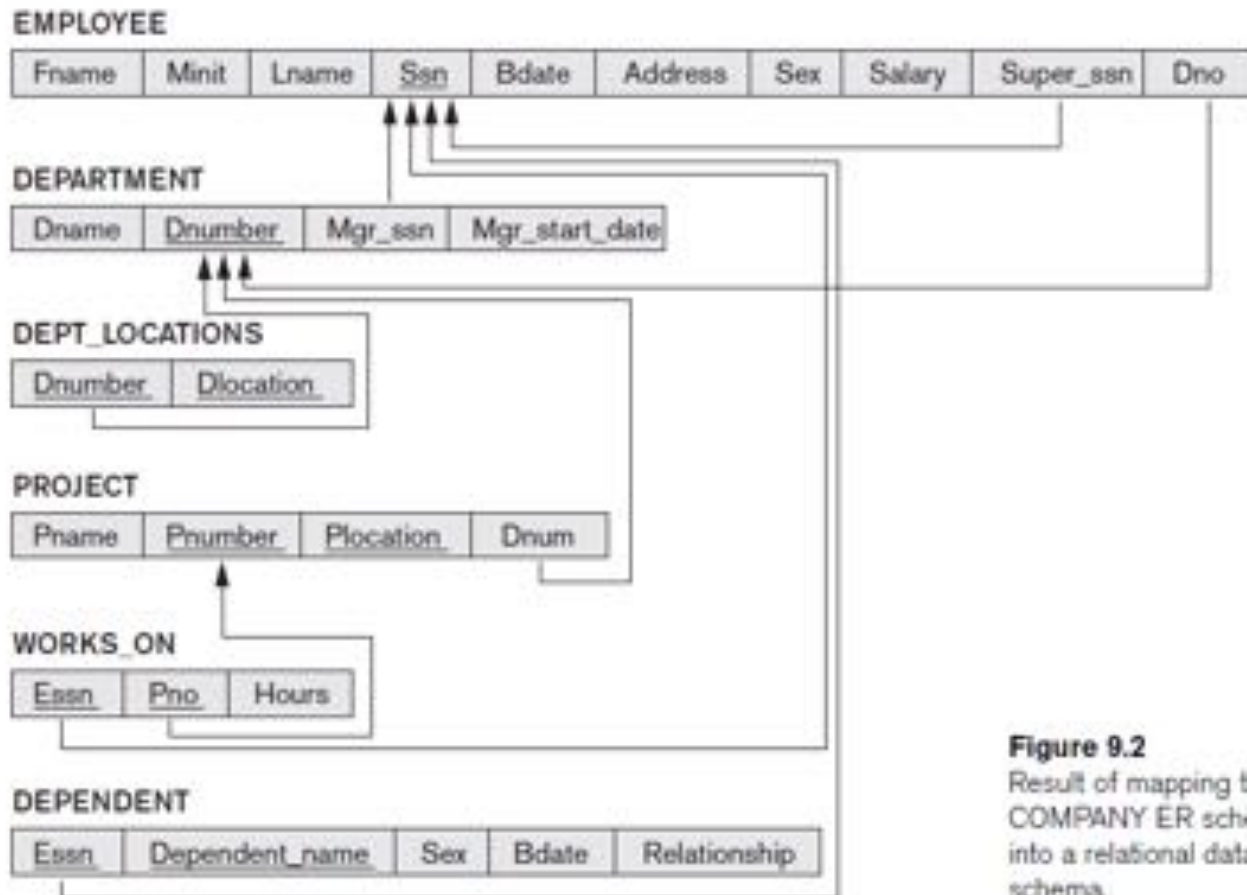 EMPLOYEE
Fname Minit Lname Ssn Bdate Address Sex Salary Super_ssn Dno
DEPARTMENT
Dname Dnumber Mgr_ssn Mgr_start_date
DEPT_LOCATIONS
Dnumber Dlocation
PROJECT
Pname Pnumber Plocation Dnum
WORKS_ON
Essn Pno Hours
DEPENDENT
Essn Dependent_name Sex Bdate Relationship
Figure 9.2
Result of mapping
COMPANY ER
into a relational
schema.